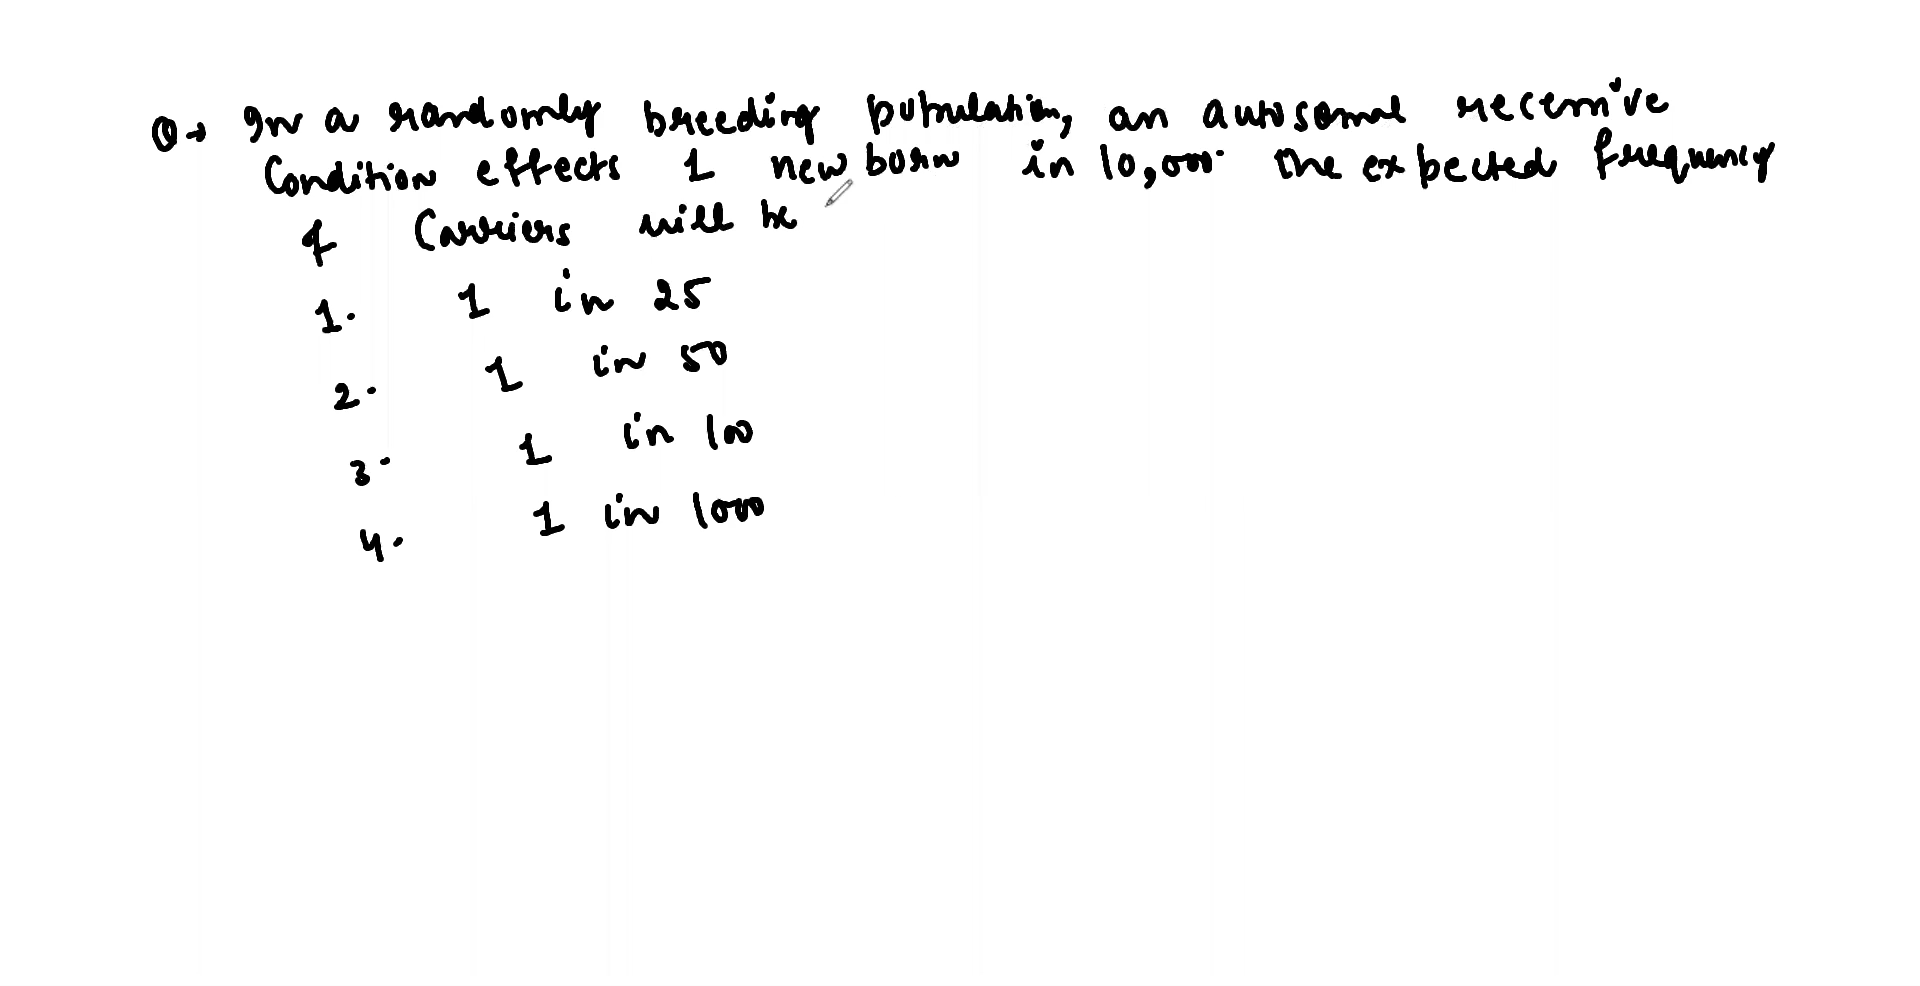 Q→ In a randomly breeding population, an autosomal recessive
Condition effects 1 new born in 10,000. The expected frequency
of Carriers will be
1. 1 in 25
2. 1 in 50
3. 1 in 100
4. 1 in 1000